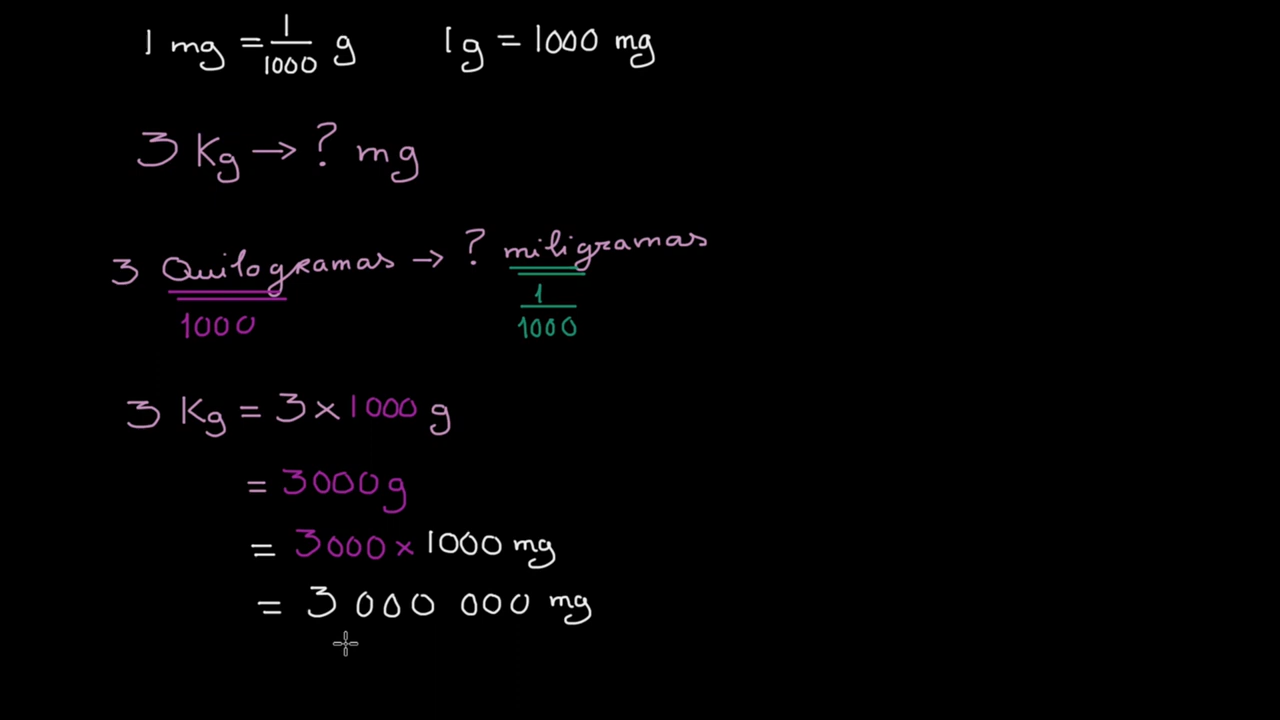 1 mg = 1/1000 g    1g = 1000 mg
3 Kg → ? mg
3 Quilogramas → ? miligramas
1000    1/1000
3 Kg = 3 × 1000 g
= 3000 g
= 3000 × 1000 mg
= 3 000 000 mg